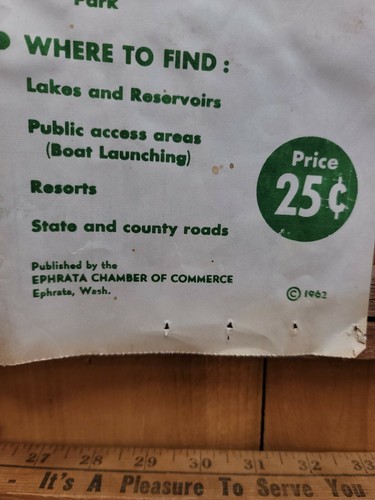 Park
WHERE TO FIND:
Lakes and Reservoirs
Public access areas
(Boat Launching)
Resorts
State and county roads
Price
25¢
Published by the
EPHRATA CHAMBER OF COMMERCE
Ephrata, Wash.
© 1962
27 28 29 30 31 32 33
- It's A Pleasure To Serve You